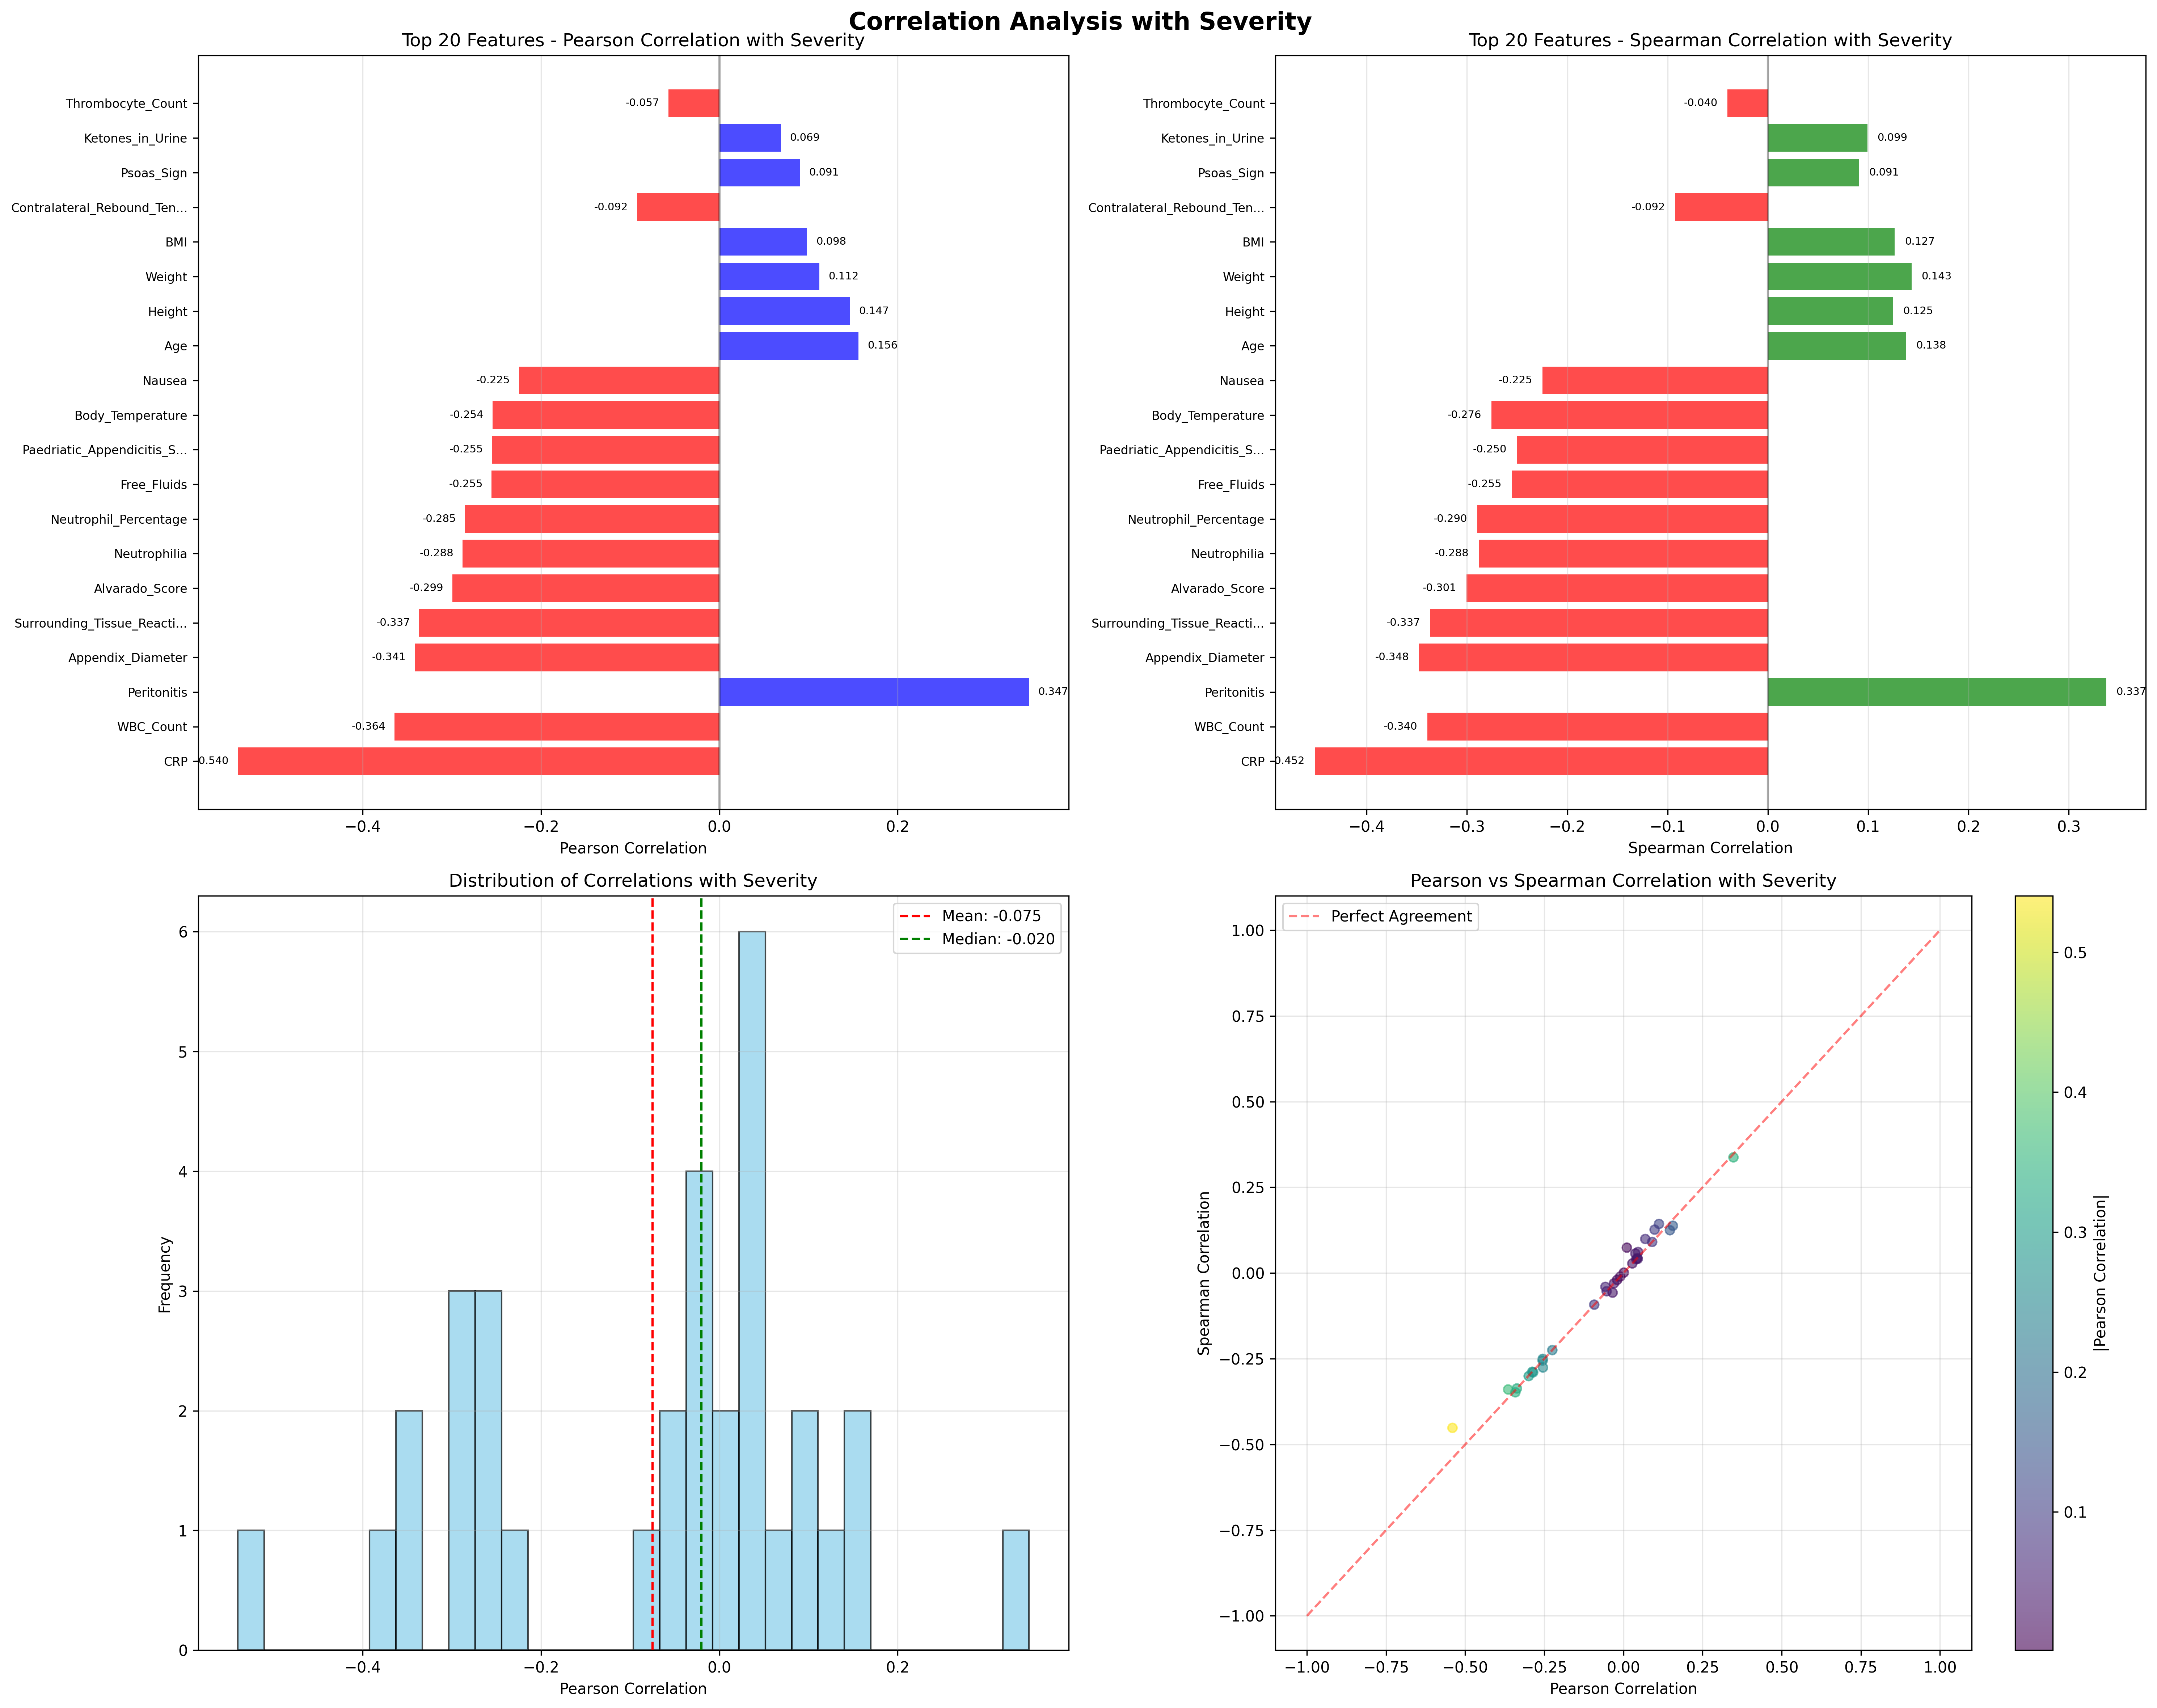 Correlation Analysis with Severity
Top 20 Features - Pearson Correlation with Severity
Thrombocyte_Count
Ketones_in_Urine
Psoas_Sign
Contralateral_Rebound_Ten...
BMI
Weight
Height
Age
Nausea
Body_Temperature
Paedriatic_Appendicitis_S...
Free_Fluids
Neutrophil_Percentage
Neutrophilia
Alvarado_Score
Surrounding_Tissue_Reacti...
Appendix_Diameter
Peritonitis
WBC_Count
CRP
-0.057
0.069
0.091
-0.092
0.098
0.112
0.147
0.156
-0.225
-0.254
-0.255
-0.255
-0.285
-0.288
-0.299
-0.337
-0.341
0.347
-0.364
-0.540
−0.4 −0.2 0.0 0.2
Pearson Correlation
Top 20 Features - Spearman Correlation with Severity
Thrombocyte_Count
Ketones_in_Urine
Psoas_Sign
Contralateral_Rebound_Ten...
BMI
Weight
Height
Age
Nausea
Body_Temperature
Paedriatic_Appendicitis_S...
Free_Fluids
Neutrophil_Percentage
Neutrophilia
Alvarado_Score
Surrounding_Tissue_Reacti...
Appendix_Diameter
Peritonitis
WBC_Count
CRP
-0.040
0.099
0.091
-0.092
0.127
0.143
0.125
0.138
-0.225
-0.276
-0.250
-0.255
-0.290
-0.288
-0.301
-0.337
-0.348
0.337
-0.340
-0.452
−0.4 −0.3 −0.2 −0.1 0.0 0.1 0.2 0.3
Spearman Correlation
Distribution of Correlations with Severity
Mean: -0.075
Median: -0.020
Frequency
6
5
4
3
2
1
0
−0.4 −0.2 0.0 0.2
Pearson Correlation
Pearson vs Spearman Correlation with Severity
Perfect Agreement
Spearman Correlation
1.00
0.75
0.50
0.25
0.00
−0.25
−0.50
−0.75
−1.00
−1.00 −0.75 −0.50 −0.25 0.00 0.25 0.50 0.75 1.00
Pearson Correlation
0.5
0.4
0.3
0.2
0.1
|Pearson Correlation|